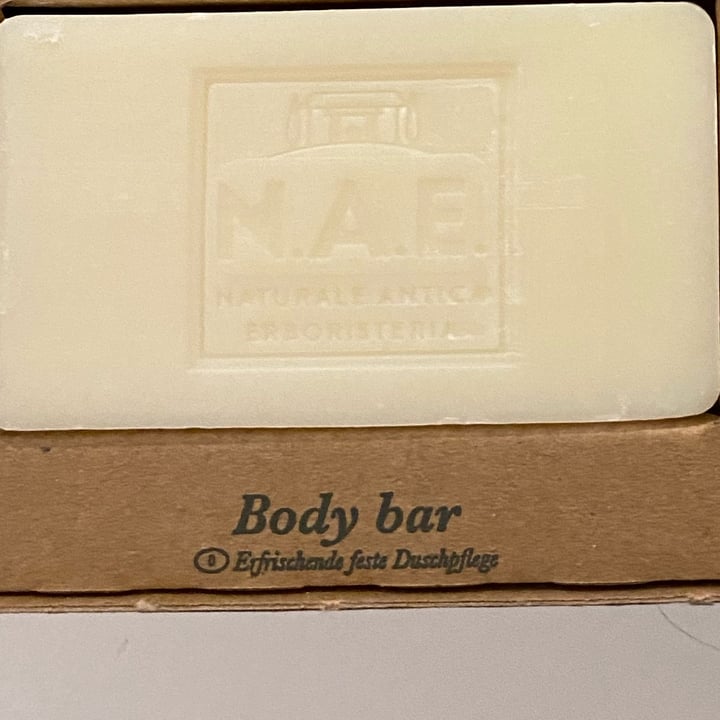 N.A.E.
NATURALE ANTICA
ERBORISTERIA
Body bar
D Erfrischende feste Duschpflege